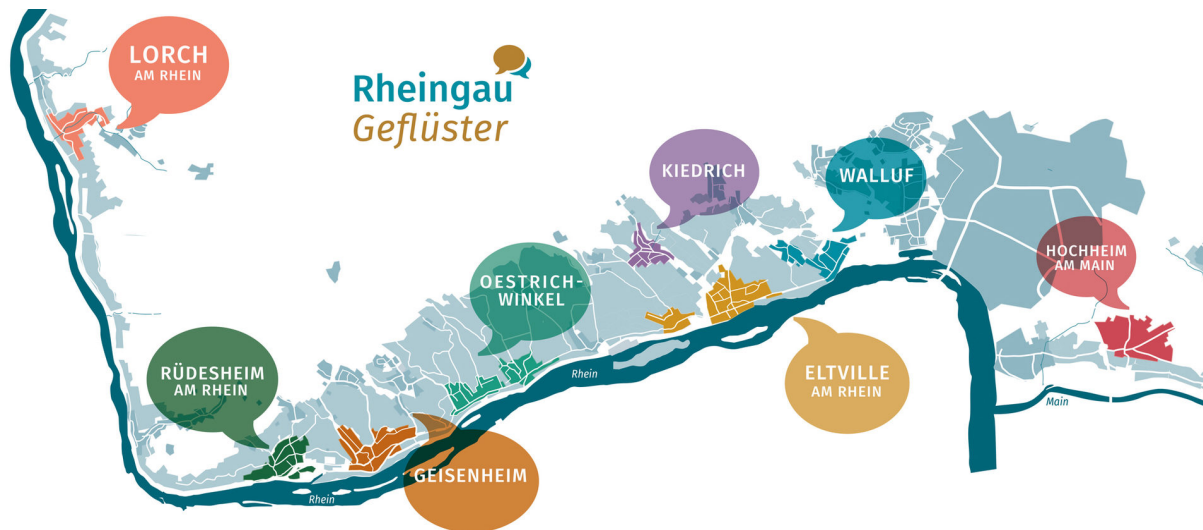 LORCH
AM RHEIN
Rheingau
Geflüster
KIEDRICH
WALLUF
HOCHHEIM
AM MAIN
OESTRICH-
WINKEL
RÜDESHEIM
AM RHEIN
Rhein
ELTVILLE
AM RHEIN
Main
GEISENHEIM
Rhein